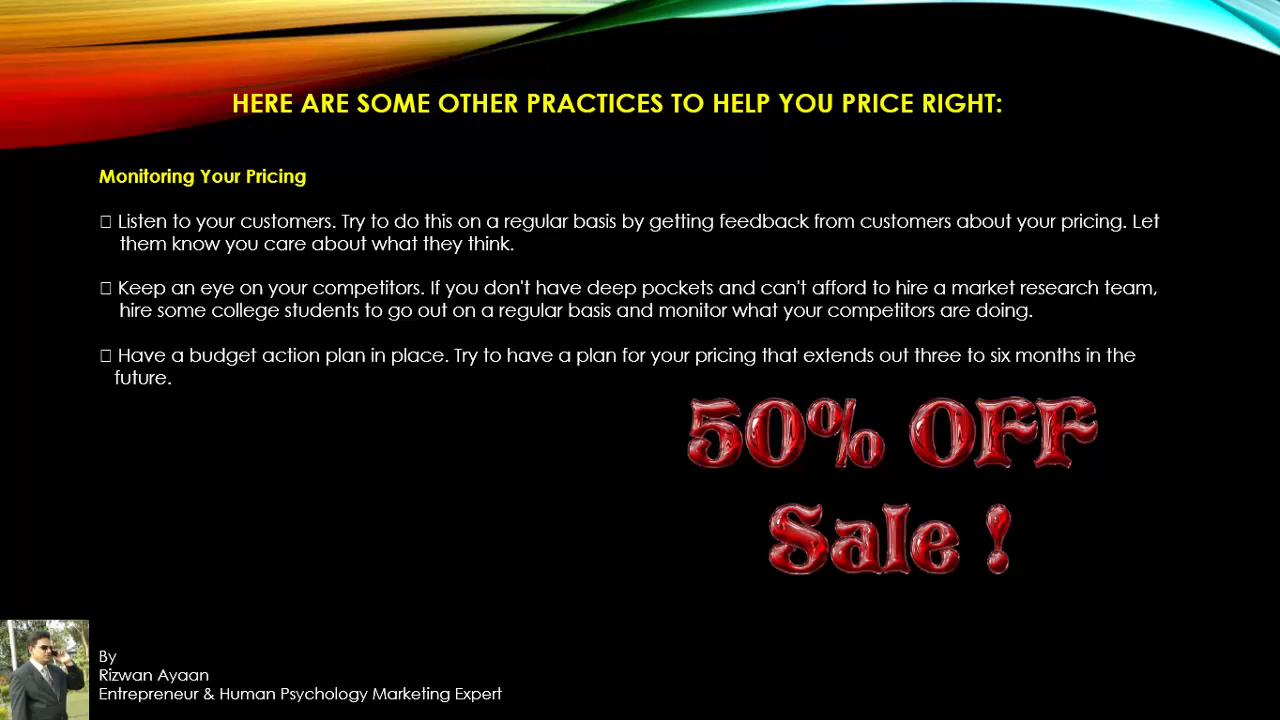 HERE ARE SOME OTHER PRACTICES TO HELP YOU PRICE RIGHT:
Monitoring Your Pricing
□ Listen to your customers. Try to do this on a regular basis by getting feedback from customers about your pricing. Let
them know you care about what they think.
□ Keep an eye on your competitors. If you don't have deep pockets and can't afford to hire a market research team,
hire some college students to go out on a regular basis and monitor what your competitors are doing.
□ Have a budget action plan in place. Try to have a plan for your pricing that extends out three to six months in the
future.
50% OFF
Sale !
By
Rizwan Ayaan
Entrepreneur & Human Psychology Marketing Expert